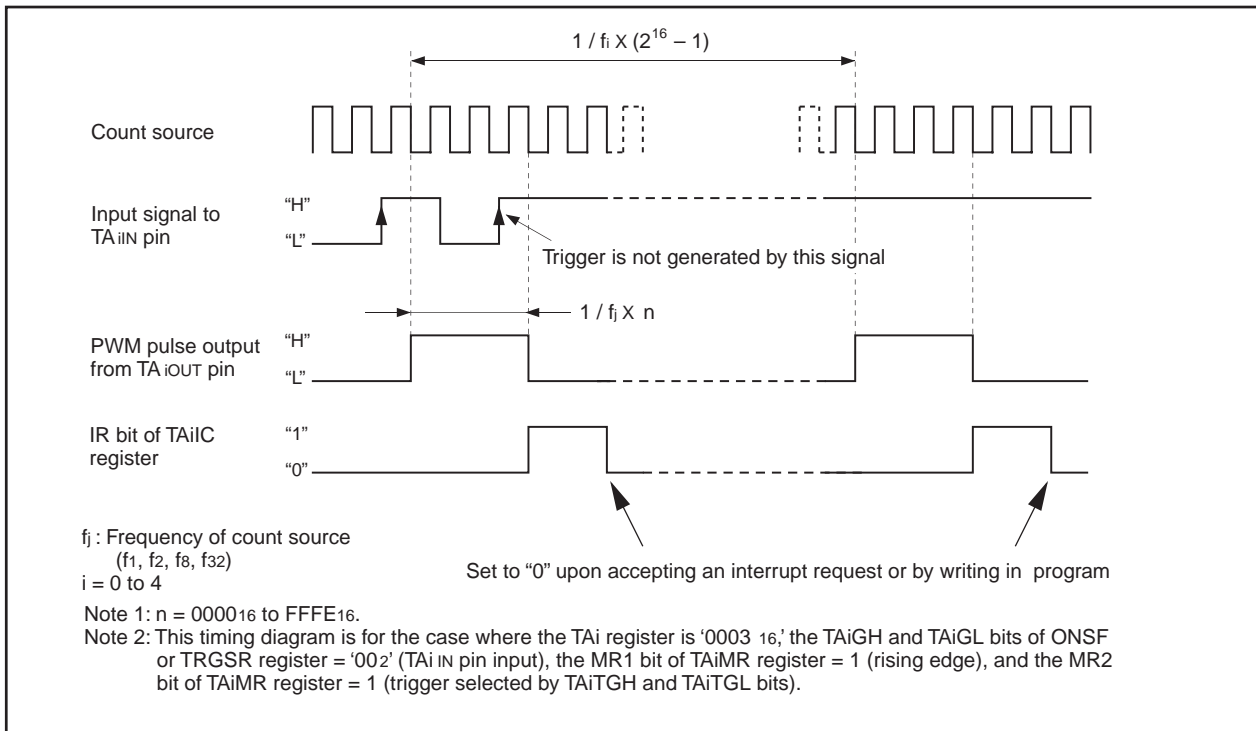 1 / fi X (2^16 – 1)
Count source
Input signal to
TAiIN pin
“H”
“L”
Trigger is not generated by this signal
1 / fj X n
PWM pulse output
from TAiOUT pin
“H”
“L”
IR bit of TAiIC
register
“1”
“0”
fj : Frequency of count source
(f1, f2, f8, f32)
i = 0 to 4
Set to “0” upon accepting an interrupt request or by writing in program
Note 1: n = 000016 to FFFE16.
Note 2: This timing diagram is for the case where the TAi register is ‘0003 16,’ the TAiGH and TAiGL bits of ONSF
or TRGSR register = ‘002’ (TAi IN pin input), the MR1 bit of TAiMR register = 1 (rising edge), and the MR2
bit of TAiMR register = 1 (trigger selected by TAiTGH and TAiTGL bits).